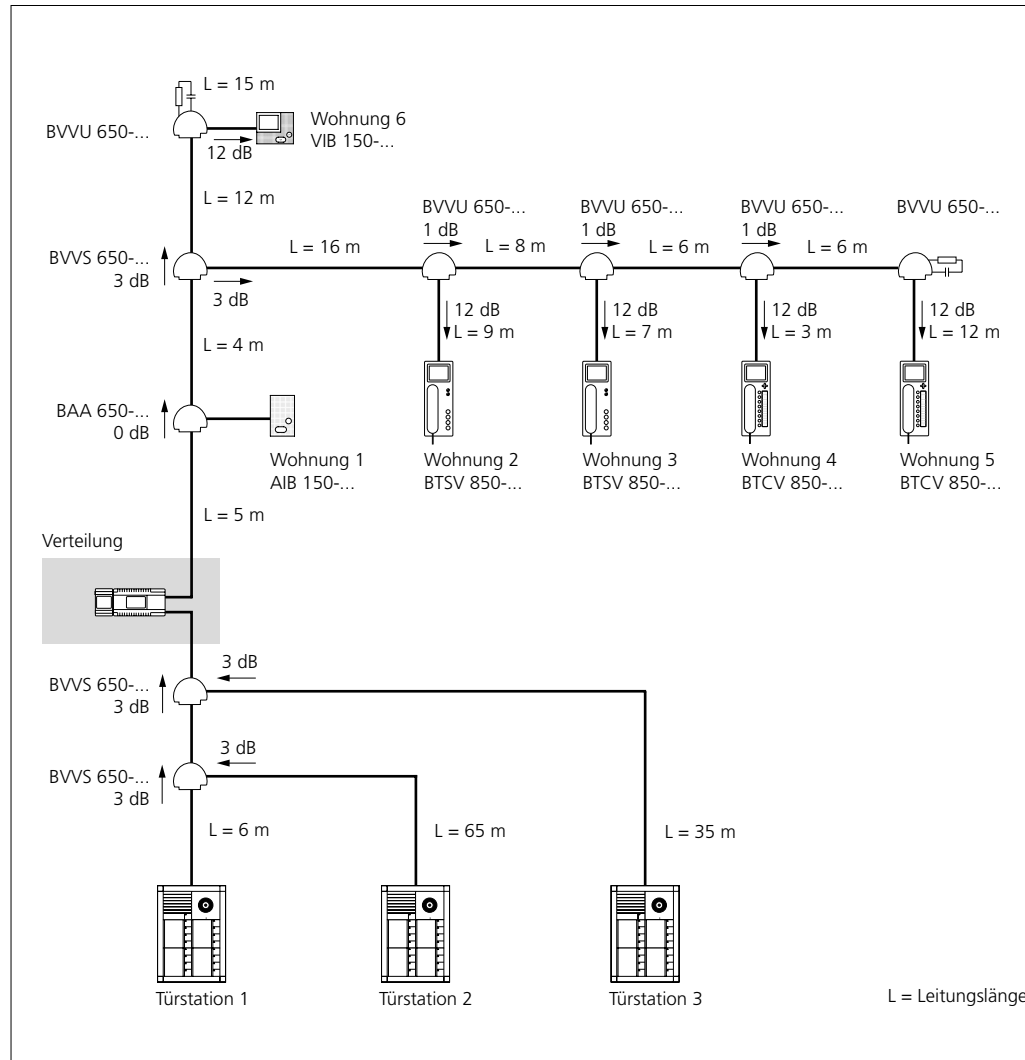 L = 15 m
BVVU 650-...
Wohnung 6
VIB 150-...
12 dB
L = 12 m
BVVU 650-...
BVVU 650-...
BVVU 650-...
BVVU 650-...
1 dB
1 dB
1 dB
BVVS 650-...
3 dB
L = 16 m
L = 8 m
L = 6 m
L = 6 m
3 dB
12 dB
L = 9 m
12 dB
L = 7 m
12 dB
L = 3 m
12 dB
L = 12 m
L = 4 m
BAA 650-...
0 dB
Wohnung 1
AIB 150-...
Wohnung 2
BTSV 850-...
Wohnung 3
BTSV 850-...
Wohnung 4
BTCV 850-...
Wohnung 5
BTCV 850-...
L = 5 m
Verteilung
3 dB
BVVS 650-...
3 dB
3 dB
BVVS 650-...
3 dB
L = 6 m
L = 65 m
L = 35 m
Türstation 1
Türstation 2
Türstation 3
L = Leitungslänge